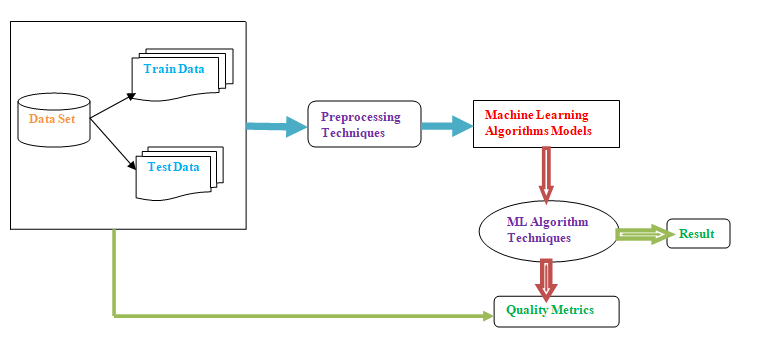 Train Data
Data Set
Test Data
Preprocessing
Techniques
Machine Learning
Algorithms Models
ML Algorithm
Techniques
Result
Quality Metrics